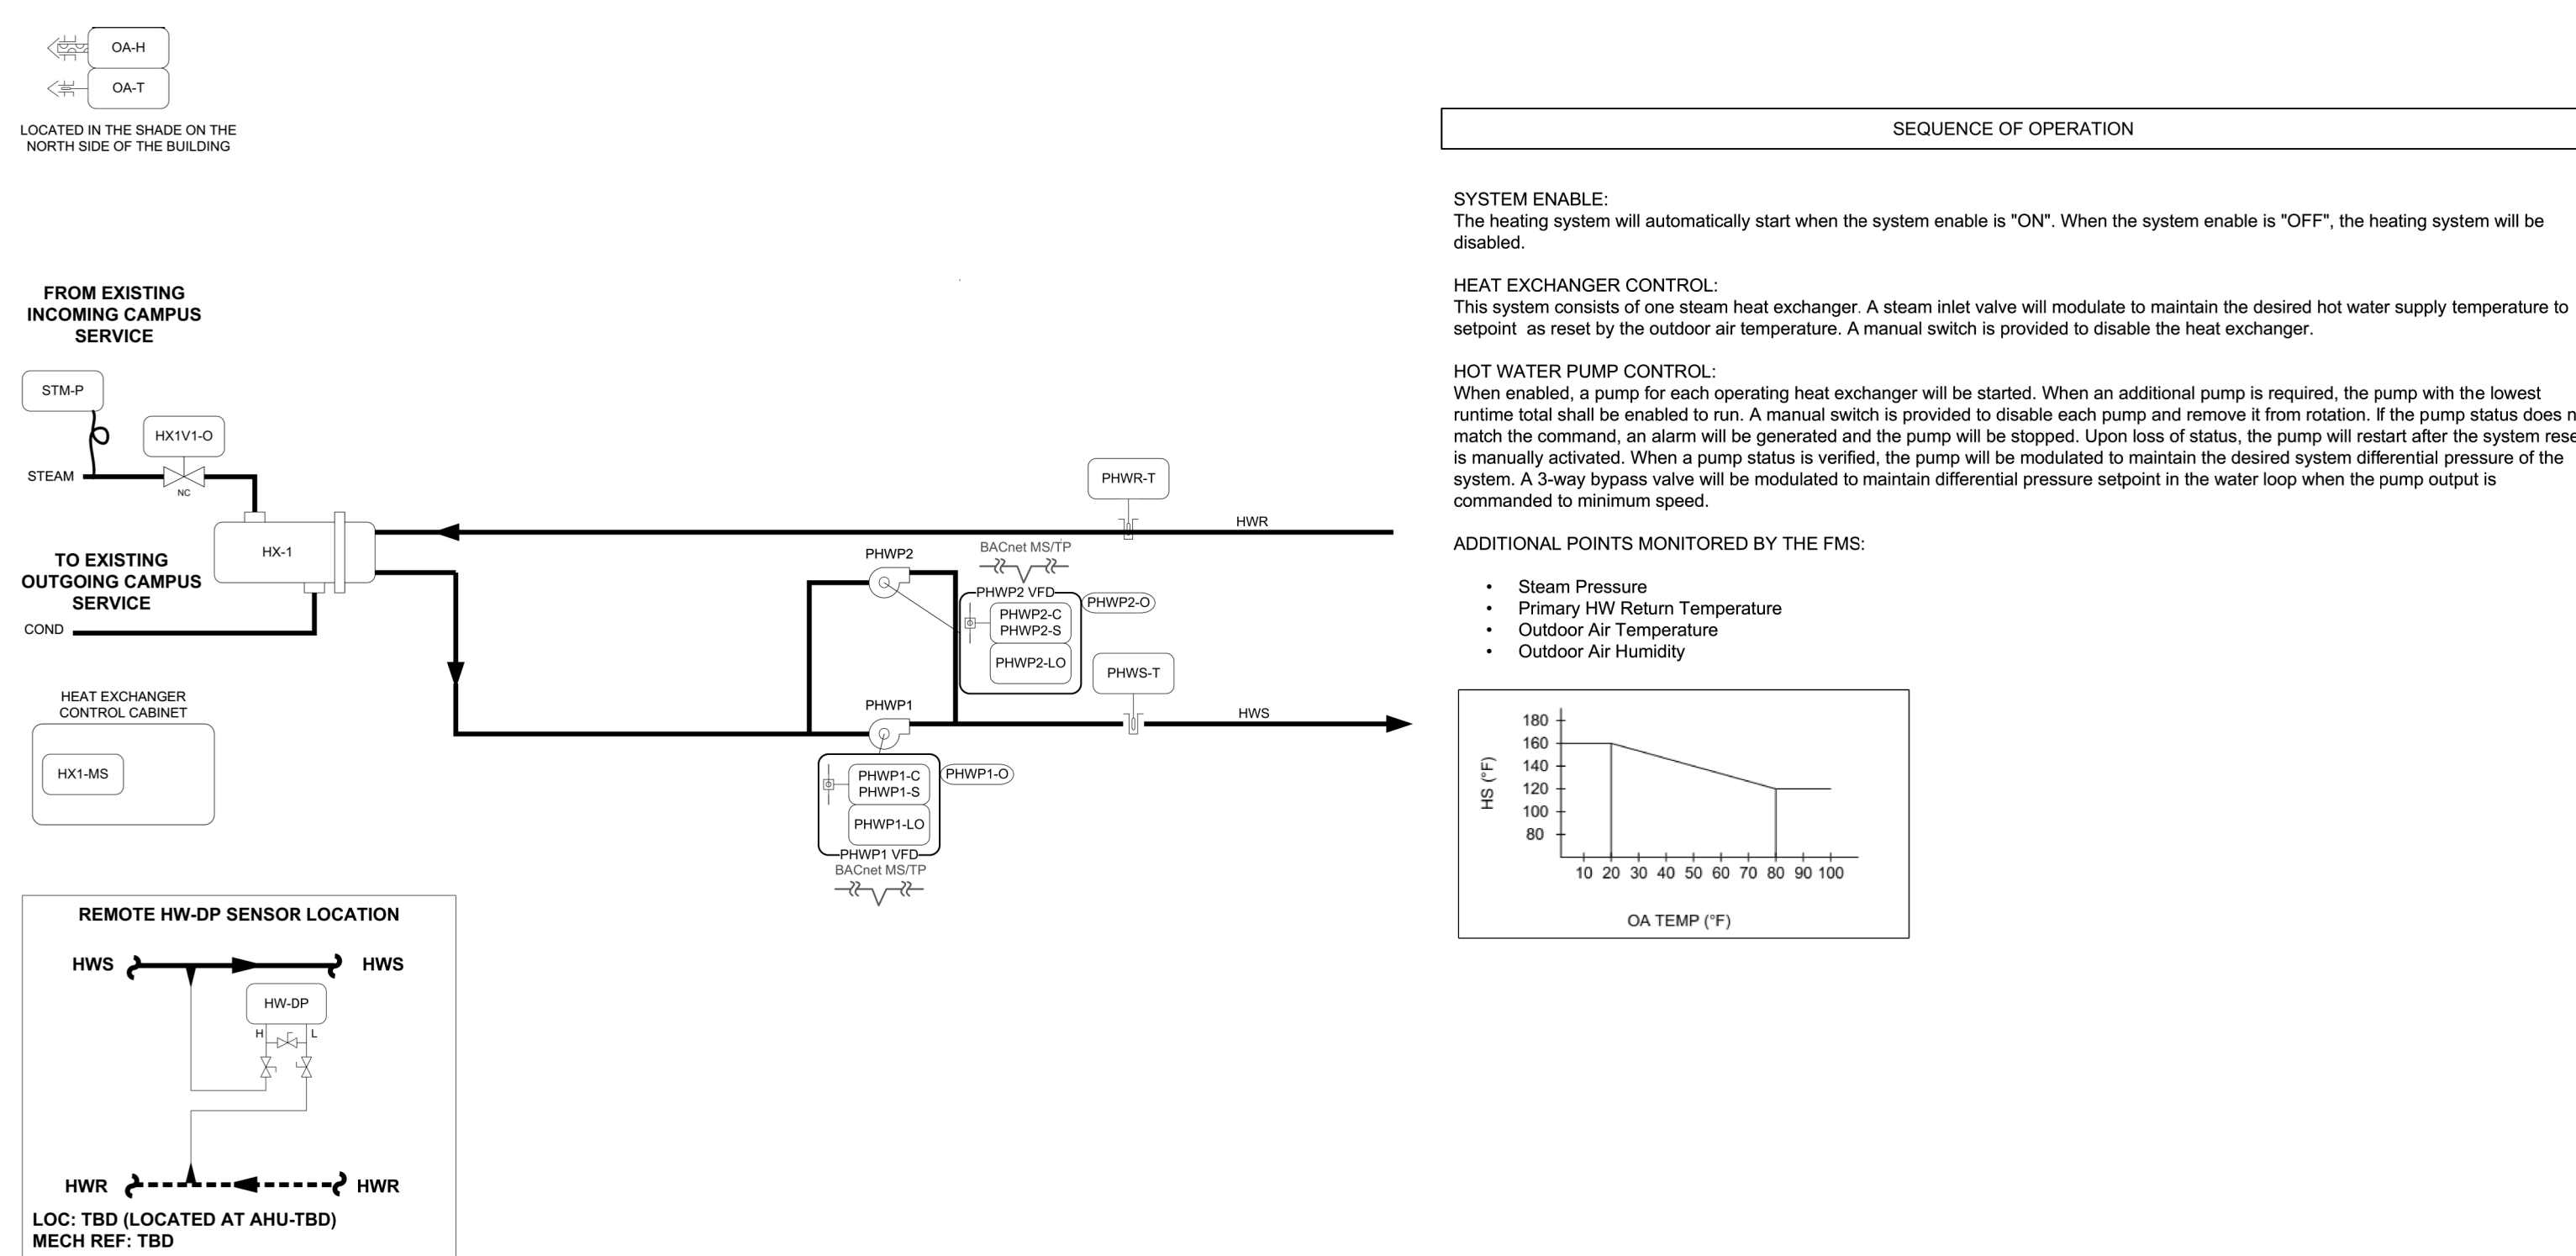 OA-H
OA-T
LOCATED IN THE SHADE ON THE
NORTH SIDE OF THE BUILDING
FROM EXISTING
INCOMING CAMPUS
SERVICE
STM-P
HX1V1-O
STEAM
NC
HX-1
TO EXISTING
OUTGOING CAMPUS
SERVICE
COND
HEAT EXCHANGER
CONTROL CABINET
HX1-MS
PHWR-T
HWR
PHWP2
BACnet MS/TP
PHWP2 VFD
PHWP2-O
PHWP2-C
PHWP2-S
PHWP2-LO
PHWS-T
PHWP1
HWS
PHWP1-C
PHWP1-S
PHWP1-O
PHWP1-LO
PHWP1 VFD
BACnet MS/TP
REMOTE HW-DP SENSOR LOCATION
HWS
HWS
HW-DP
H
L
HWR
HWR
LOC: TBD (LOCATED AT AHU-TBD)
MECH REF: TBD
SEQUENCE OF OPERATION
SYSTEM ENABLE:
The heating system will automatically start when the system enable is "ON". When the system enable is "OFF", the heating system will be
disabled.
HEAT EXCHANGER CONTROL:
This system consists of one steam heat exchanger. A steam inlet valve will modulate to maintain the desired hot water supply temperature to
setpoint as reset by the outdoor air temperature. A manual switch is provided to disable the heat exchanger.
HOT WATER PUMP CONTROL:
When enabled, a pump for each operating heat exchanger will be started. When an additional pump is required, the pump with the lowest
runtime total shall be enabled to run. A manual switch is provided to disable each pump and remove it from rotation. If the pump status does n
match the command, an alarm will be generated and the pump will be stopped. Upon loss of status, the pump will restart after the system rese
is manually activated. When a pump status is verified, the pump will be modulated to maintain the desired system differential pressure of the
system. A 3-way bypass valve will be modulated to maintain differential pressure setpoint in the water loop when the pump output is
commanded to minimum speed.
ADDITIONAL POINTS MONITORED BY THE FMS:
• Steam Pressure
• Primary HW Return Temperature
• Outdoor Air Temperature
• Outdoor Air Humidity
HS (°F)
180
160
140
120
100
80
10 20 30 40 50 60 70 80 90 100
OA TEMP (°F)